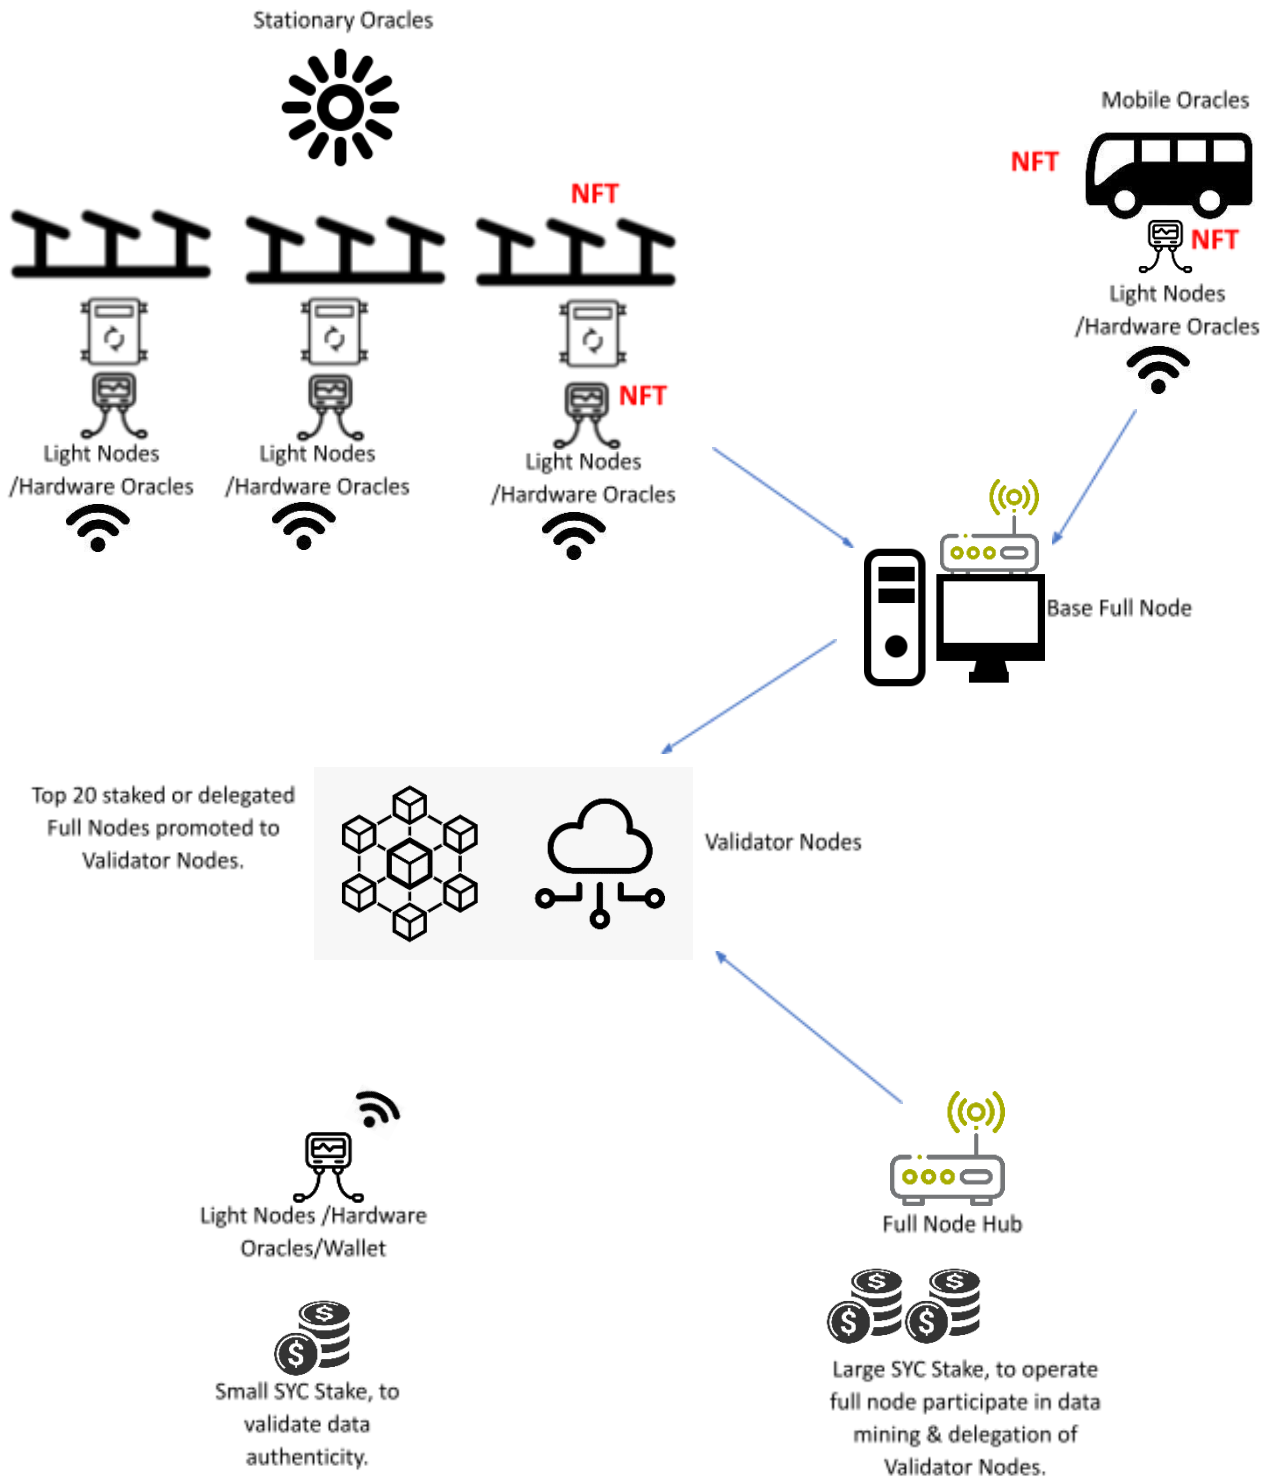 Stationary Oracles
Mobile Oracles
NFT
NFT
NFT
Light Nodes
/Hardware Oracles
NFT
Light Nodes
/Hardware Oracles
Light Nodes
/Hardware Oracles
Light Nodes
/Hardware Oracles
Base Full Node
Top 20 staked or delegated
Full Nodes promoted to
Validator Nodes.
Validator Nodes
Light Nodes /Hardware
Oracles/Wallet
Small SYC Stake, to
validate data
authenticity.
Full Node Hub
Large SYC Stake, to operate
full node participate in data
mining & delegation of
Validator Nodes.